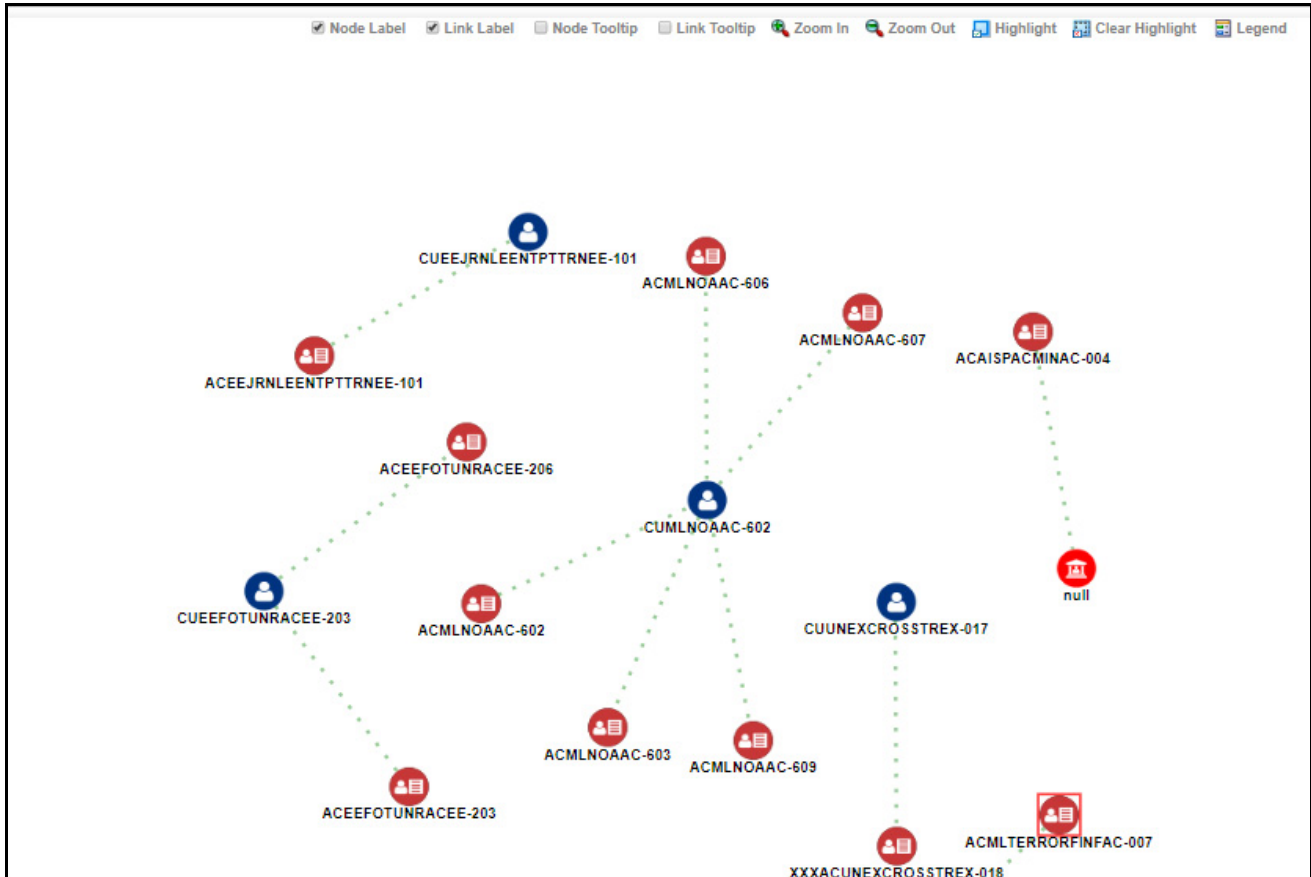 Node Label Link Label Node Tooltip Link Tooltip Zoom In Zoom Out Highlight Clear Highlight Legend
CUEEJRNLEENTPTTRNEE-101
ACMLNOAAC-606
ACMLNOAAC-607
ACAISPACMINAC-004
ACEEJRNLEENTPTTRNEE-101
ACEEFOTUNRACEE-206
CUMLNOAAC-602
null
CUEEFOTUNRACEE-203
ACMLNOAAC-602
CUUNEXCROSSTREX-017
ACMLNOAAC-603
ACMLNOAAC-609
ACEEFOTUNRACEE-203
ACMLTERRORFINFAC-007
XXXACUNEXCROSSTREX-018